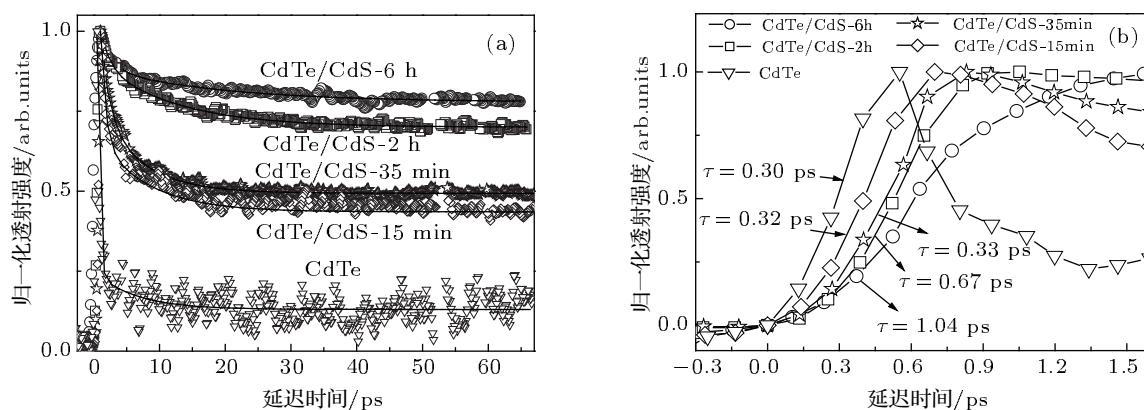 (a)
1.0
0.5
0.0
归一化透射强度/arb.units
CdTe/CdS-6 h
CdTe/CdS-2 h
CdTe/CdS-35 min
CdTe/CdS-15 min
CdTe
0 10 20 30 40 50 60
延迟时间/ps
(b)
CdTe/CdS-6h CdTe/CdS-35min
CdTe/CdS-2h CdTe/CdS-15min
CdTe
1.0
0.5
0.0
归一化透射强度/arb.units
τ = 0.30 ps
τ = 0.32 ps
τ = 0.33 ps
τ = 0.67 ps
τ = 1.04 ps
−0.3 0.0 0.3 0.6 0.9 1.2 1.5
延迟时间/ps